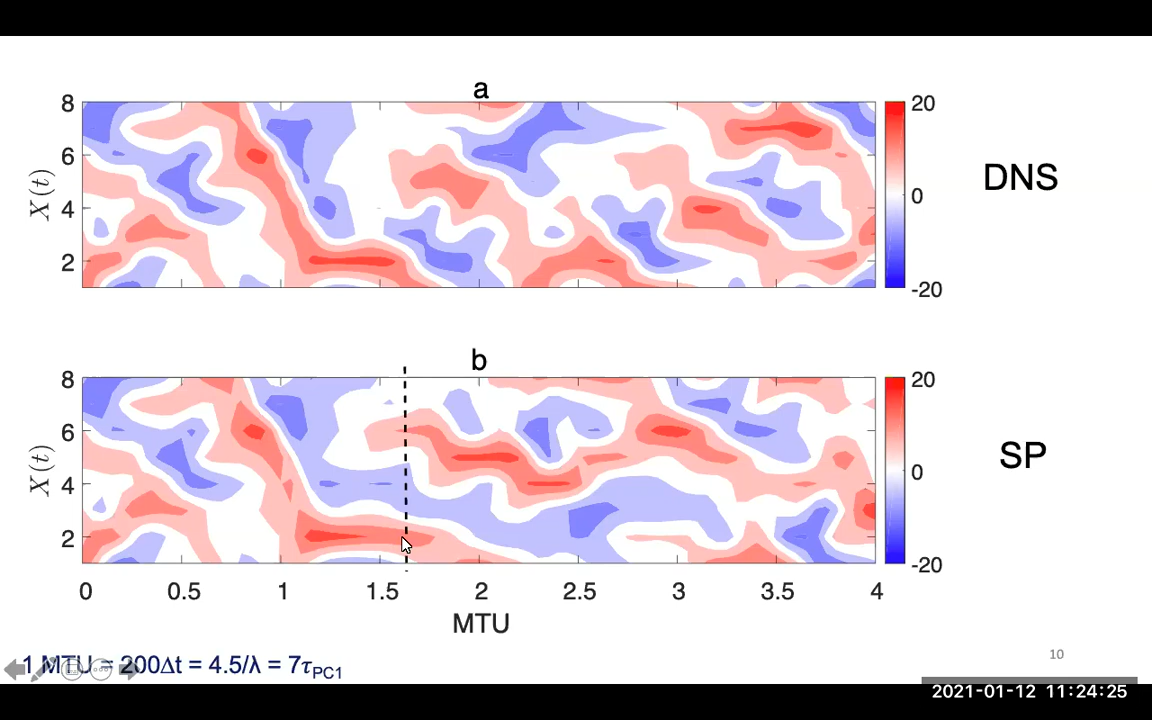 a
8
6
4
2
X(t)
20
0
-20
DNS
b
8
6
4
2
X(t)
20
0
-20
SP
0 0.5 1 1.5 2 2.5 3 3.5 4
MTU
1 MTU = 200Δt = 4.5/λ = 7τPC1
10
2021-01-12 11:24:25